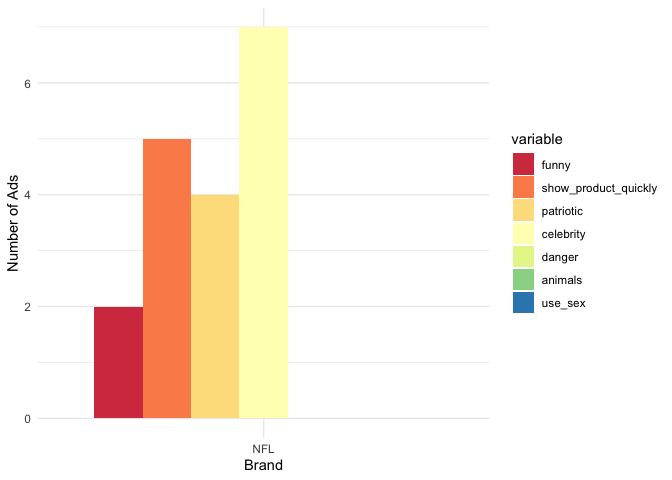 Number of Ads
6
4
2
0
NFL
Brand
variable
funny
show_product_quickly
patriotic
celebrity
danger
animals
use_sex